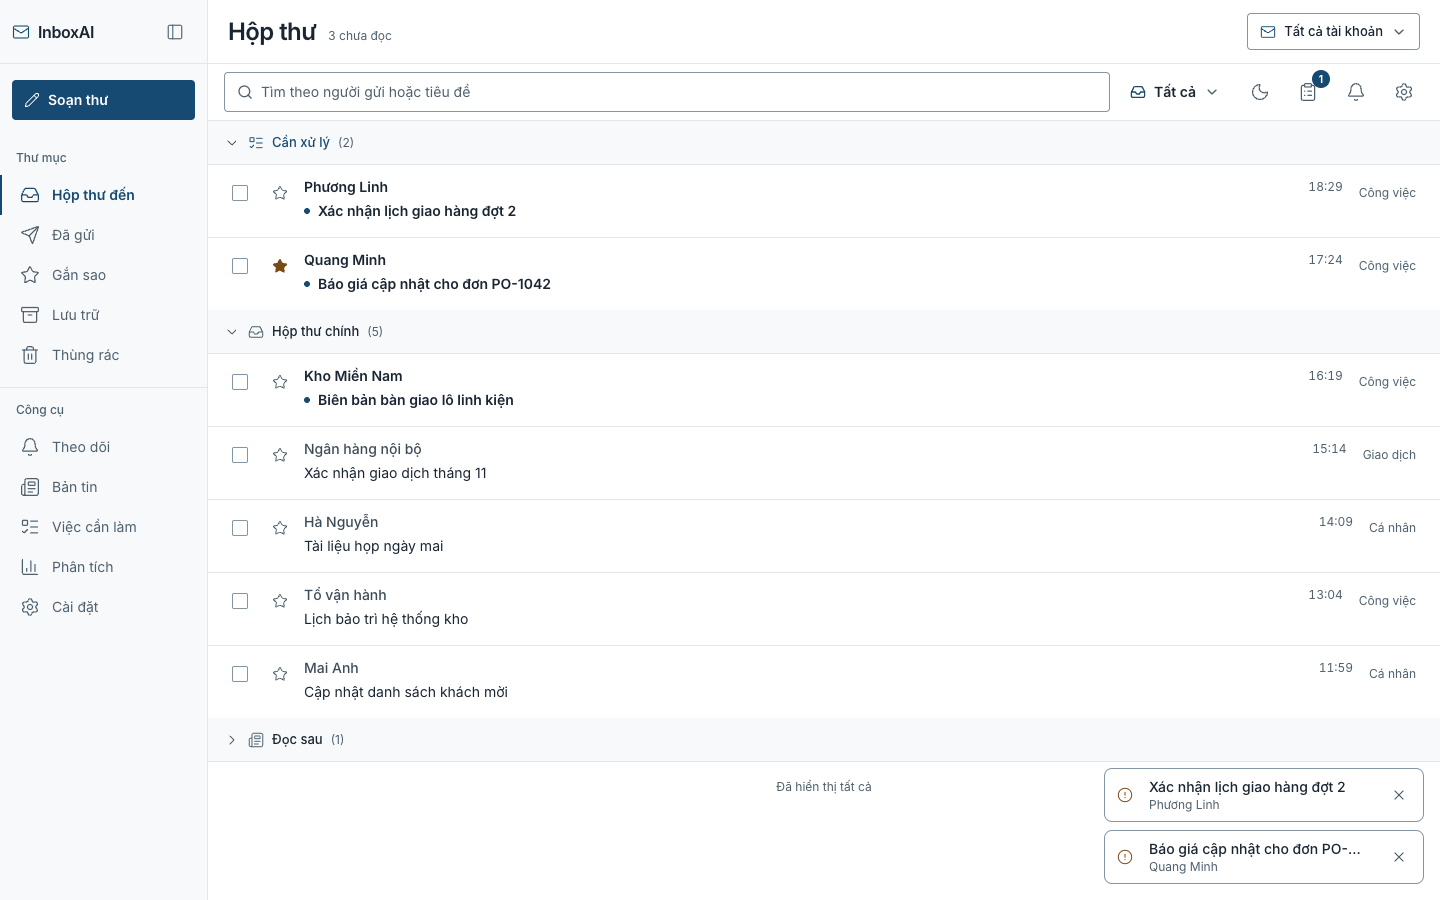 InboxAI
Soạn thư
Thư mục
Hộp thư đến
Đã gửi
Gắn sao
Lưu trữ
Thùng rác
Công cụ
Theo dõi
Bản tin
Việc cần làm
Phân tích
Cài đặt
Hộp thư 3 chưa đọc
Tất cả tài khoản
Tìm theo người gửi hoặc tiêu đề
Tất cả
1
Cần xử lý (2)
Phương Linh 18:29 Công việc
Xác nhận lịch giao hàng đợt 2
Quang Minh 17:24 Công việc
Báo giá cập nhật cho đơn PO-1042
Hộp thư chính (5)
Kho Miền Nam 16:19 Công việc
Biên bản bàn giao lô linh kiện
Ngân hàng nội bộ 15:14 Giao dịch
Xác nhận giao dịch tháng 11
Hà Nguyễn 14:09 Cá nhân
Tài liệu họp ngày mai
Tổ vận hành 13:04 Công việc
Lịch bảo trì hệ thống kho
Mai Anh 11:59 Cá nhân
Cập nhật danh sách khách mời
Đọc sau (1)
Đã hiển thị tất cả
Xác nhận lịch giao hàng đợt 2
Phương Linh
Báo giá cập nhật cho đơn PO-...
Quang Minh